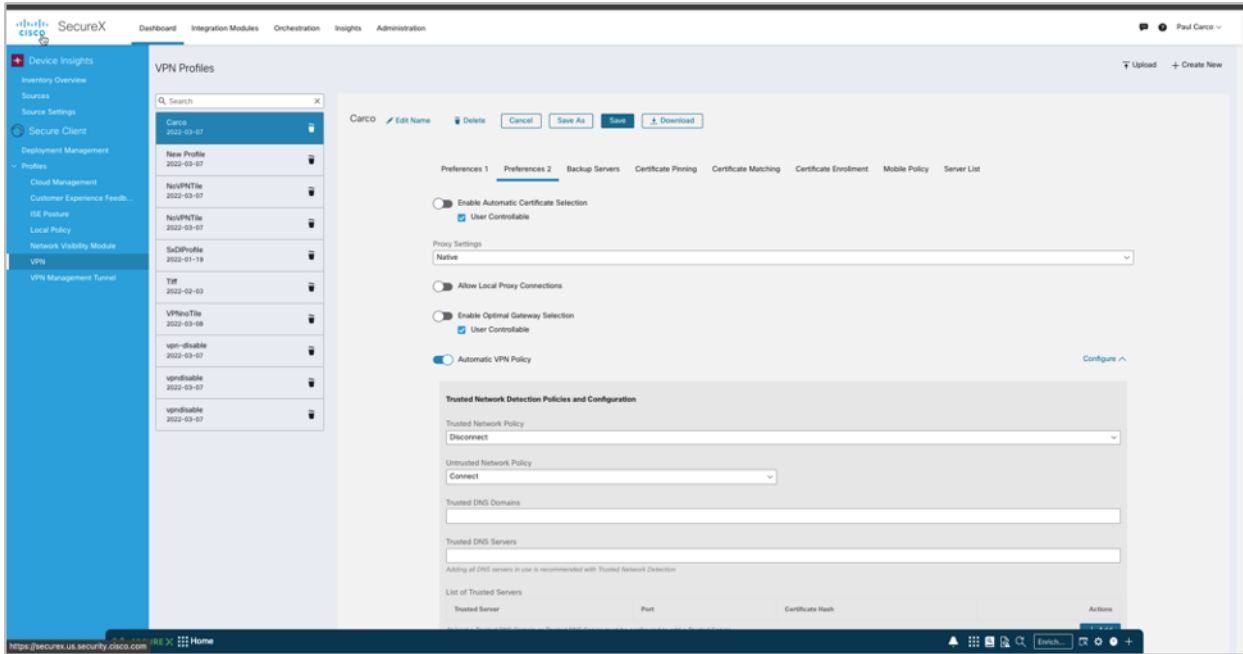 cisco SecureX Dashboard Integration Modules Orchestration Insights Administration Paul Carco
Device Insights
Inventory Overview
Sources
Source Settings
Secure Client
Deployment Management
Profiles
Cloud Management
Customer Experience Feedb...
ISE Posture
Local Policy
Network Visibility Module
VPN
VPN Management Tunnel
VPN Profiles
Upload + Create New
Search
Carco
2022-03-07
New Profile
2022-03-07
NoVPNTile
2022-03-07
NoVPNTile
2022-03-07
SxDIProfile
2022-01-19
Tiff
2022-02-03
VPNnoTile
2022-03-08
vpn-disable
2022-03-07
vpndisable
2022-03-07
vpndisable
2022-03-07
Carco Edit Name Delete Cancel Save As Save Download
Preferences 1 Preferences 2 Backup Servers Certificate Pinning Certificate Matching Certificate Enrollment Mobile Policy Server List
Enable Automatic Certificate Selection
User Controllable
Proxy Settings
Native
Allow Local Proxy Connections
Enable Optimal Gateway Selection
User Controllable
Automatic VPN Policy Configure
Trusted Network Detection Policies and Configuration
Trusted Network Policy
Disconnect
Untrusted Network Policy
Connect
Trusted DNS Domains
Trusted DNS Servers
Adding all DNS servers in use is recommended with Trusted Network Detection
List of Trusted Servers
Trusted Server Port Certificate Hash Actions
Home Enrich...
https://securex.us.security.cisco.com